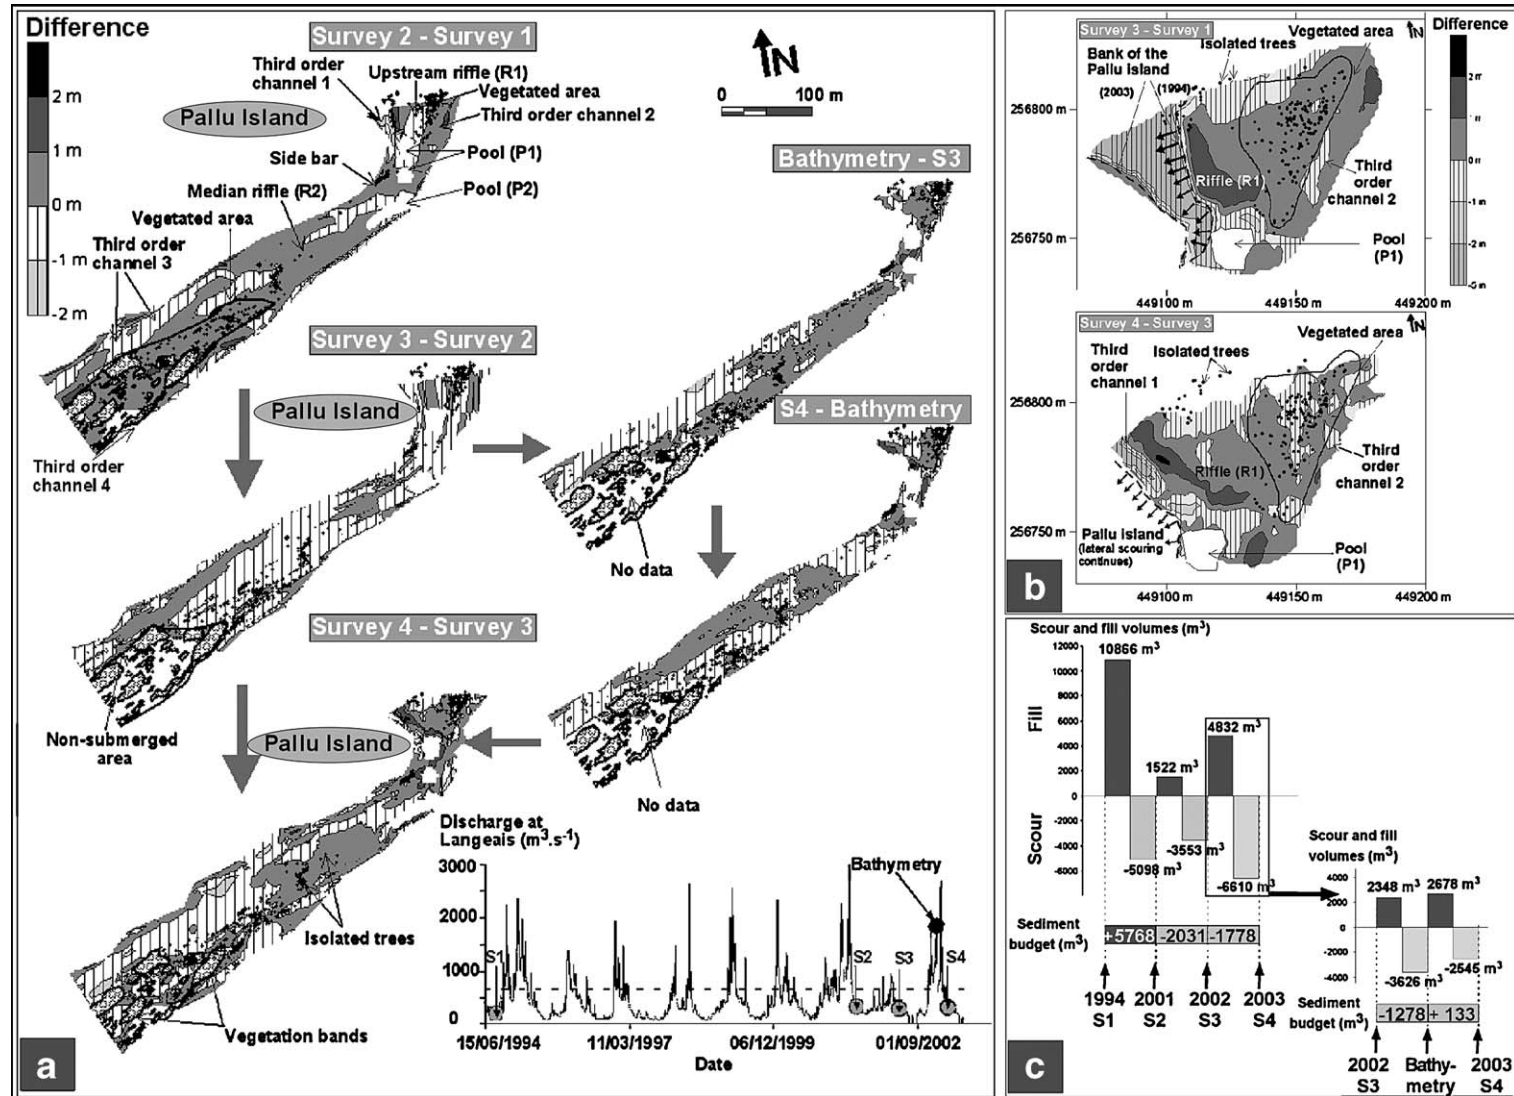 Difference
2 m
1 m
0 m
-1 m
-2 m
Survey 2 - Survey 1
Third order
channel 1
Upstream riffle (R1)
Vegetated area
Third order channel 2
Pallu Island
Pool (P1)
Side bar
Pool (P2)
Median riffle (R2)
Vegetated area
Third order
channel 3
Third order
channel 4
N
0 100 m
Bathymetry - S3
No data
Survey 3 - Survey 2
Pallu Island
Non-submerged
area
S4 - Bathymetry
No data
Survey 4 - Survey 3
Pallu Island
Isolated trees
Vegetation bands
Discharge at
Langeais (m³.s-1)
3000
2000
1000
0
Bathymetry
S1
S2
S3
S4
15/06/1994
11/03/1997
06/12/1999
01/09/2002
Date
a
Survey 3 - Survey 1
Isolated trees
Vegetated area
N
Bank of the
Pallu Island
(2003)
(1994)
256800
256750
Riffle (R1)
Third
order
channel 2
Pool
(P1)
449100 m
449150 m
449200 m
Difference
2 m
0 m
-1 m
-2 m
Survey 4 - Survey 3
N
Vegetated area
Isolated trees
Third
order
channel 1
256800
256750
Riffle (R1)
Third
order
channel 2
Pallu Island
(lateral scouring
continues)
Pool
(P1)
449100 m
449150 m
449200 m
b
Scour and fill volumes (m³)
Fill
Scour
12000
10000
8000
6000
4000
2000
0
-2000
-4000
-6000
10866 m³
-5098 m³
1522 m³
-3553 m³
4832 m³
-6610 m³
Sediment
budget (m³)
+5768
-2031
-1778
1994
S1
2001
S2
2002
S3
2003
S4
Scour and fill
volumes (m³)
2000
0
-2000
-4000
2348 m³
-3626 m³
2678 m³
-2545 m³
Sediment
budget (m³)
-1278
+ 133
2002
S3
Bathy-
metry
2003
S4
c